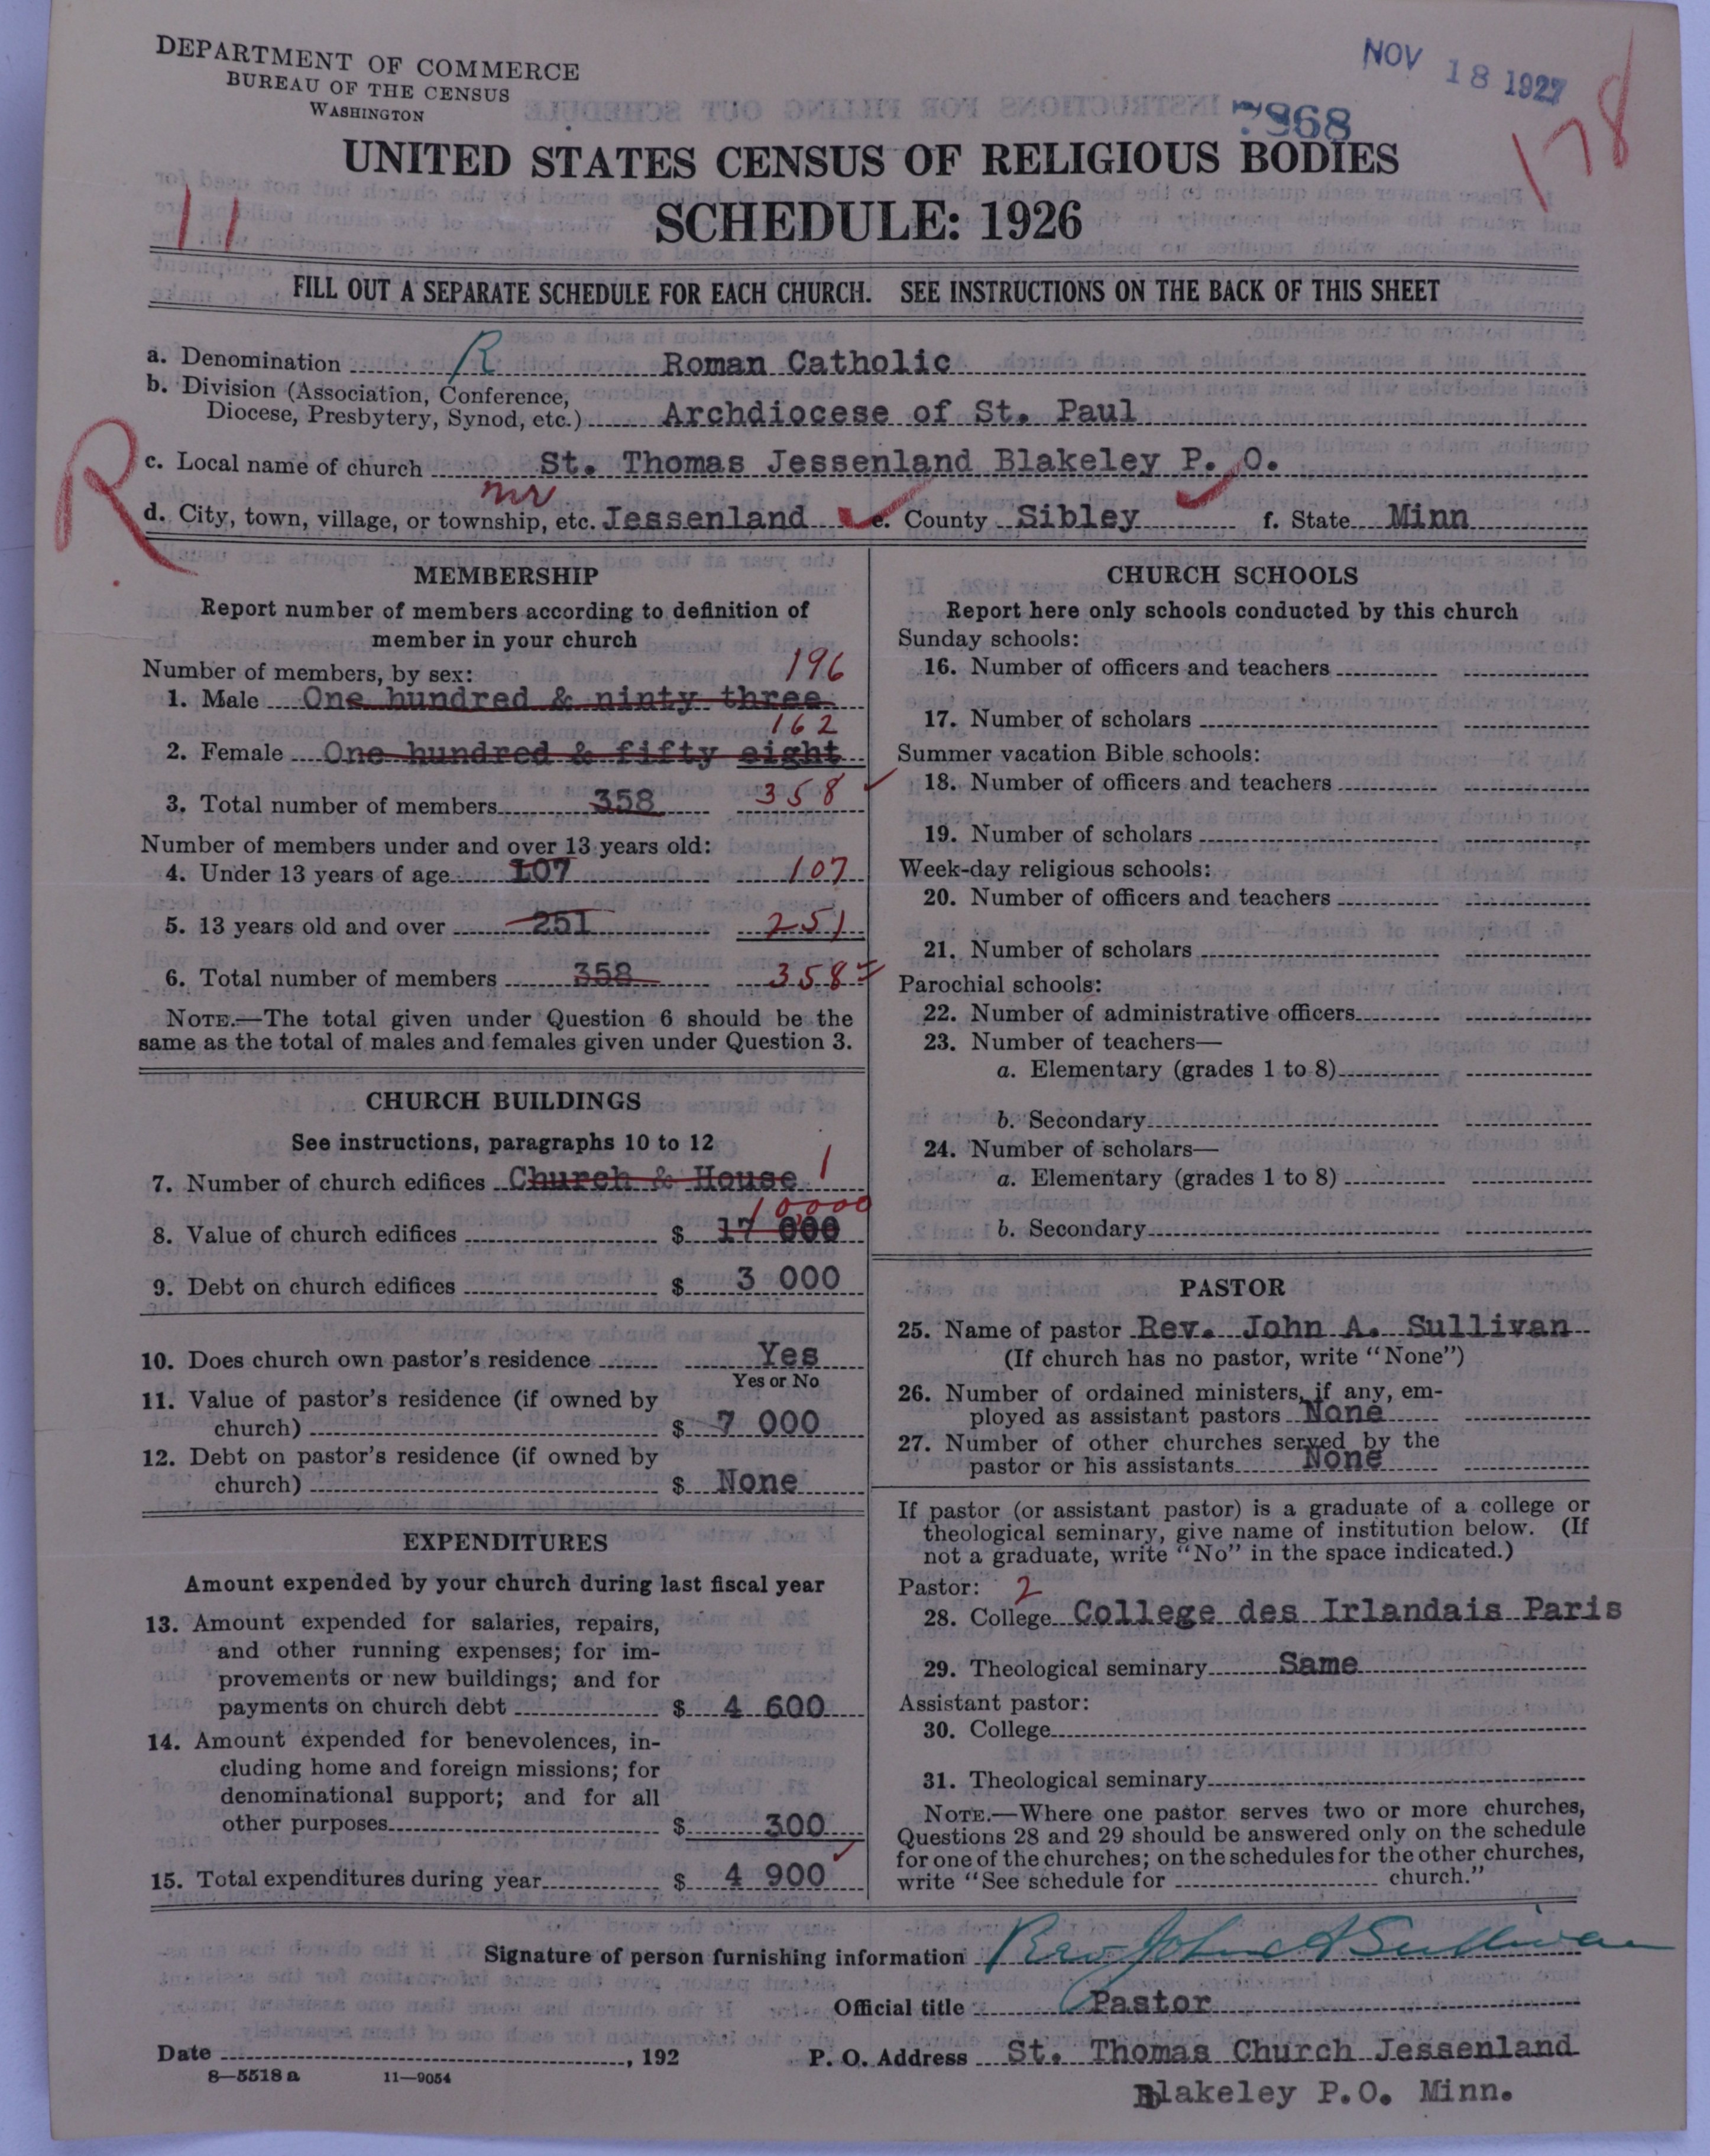 DEPARTMENT OF COMMERCE
BUREAU OF THE CENSUS
WASHINGTON
NOV 18 1927
178
UNITED STATES CENSUS OF RELIGIOUS BODIES
11
SCHEDULE: 1926
FILL OUT A SEPARATE SCHEDULE FOR EACH CHURCH. SEE INSTRUCTIONS ON THE BACK OF THIS SHEET
a. Denomination R Roman Catholic
b. Division (Association, Conference,
Diocese, Presbytery, Synod, etc.) Archdiocese of St. Paul
R
c. Local name of church St. Thomas Jessenland Blakeley P. O.
mr
d. City, town, village, or township, etc. Jessenland e. County Sibley f. State Minn
MEMBERSHIP
Report number of members according to definition of
member in your church
Number of members, by sex:
196
1. Male One hundred & ninty three
162
2. Female One hundred & fifty eight
3. Total number of members 358 358
Number of members under and over 13 years old:
4. Under 13 years of age 107 107
5. 13 years old and over 251 251
6. Total number of members 358 358
NOTE.—The total given under Question 6 should be the
same as the total of males and females given under Question 3.
CHURCH BUILDINGS
See instructions, paragraphs 10 to 12
7. Number of church edifices Church & House 1
10,000
8. Value of church edifices $ 17 000
9. Debt on church edifices $ 3 000
10. Does church own pastor's residence Yes
Yes or No
11. Value of pastor's residence (if owned by
church) $ 7 000
12. Debt on pastor's residence (if owned by
church) $ None
EXPENDITURES
Amount expended by your church during last fiscal year
13. Amount expended for salaries, repairs,
and other running expenses; for im-
provements or new buildings; and for
payments on church debt $ 4 600
14. Amount expended for benevolences, in-
cluding home and foreign missions; for
denominational support; and for all
other purposes $ 300
15. Total expenditures during year $ 4 900
CHURCH SCHOOLS
Report here only schools conducted by this church
Sunday schools:
16. Number of officers and teachers
17. Number of scholars
Summer vacation Bible schools:
18. Number of officers and teachers
19. Number of scholars
Week-day religious schools:
20. Number of officers and teachers
21. Number of scholars
Parochial schools:
22. Number of administrative officers
23. Number of teachers—
a. Elementary (grades 1 to 8)
b. Secondary
24. Number of scholars—
a. Elementary (grades 1 to 8)
b. Secondary
PASTOR
25. Name of pastor Rev. John A. Sullivan
(If church has no pastor, write "None")
26. Number of ordained ministers, if any, em-
ployed as assistant pastors None
27. Number of other churches served by the
pastor or his assistants None
If pastor (or assistant pastor) is a graduate of a college or
theological seminary, give name of institution below. (If
not a graduate, write "No" in the space indicated.)
Pastor: 2
28. College College des Irlandais Paris
29. Theological seminary Same
Assistant pastor:
30. College
31. Theological seminary
NOTE.—Where one pastor serves two or more churches,
Questions 28 and 29 should be answered only on the schedule
for one of the churches; on the schedules for the other churches,
write "See schedule for church."
Signature of person furnishing information Rev John A Sullivan
Official title Pastor
Date , 192
P. O. Address St. Thomas Church Jessenland
8—5518 a 11—9054
Blakeley P.O. Minn.